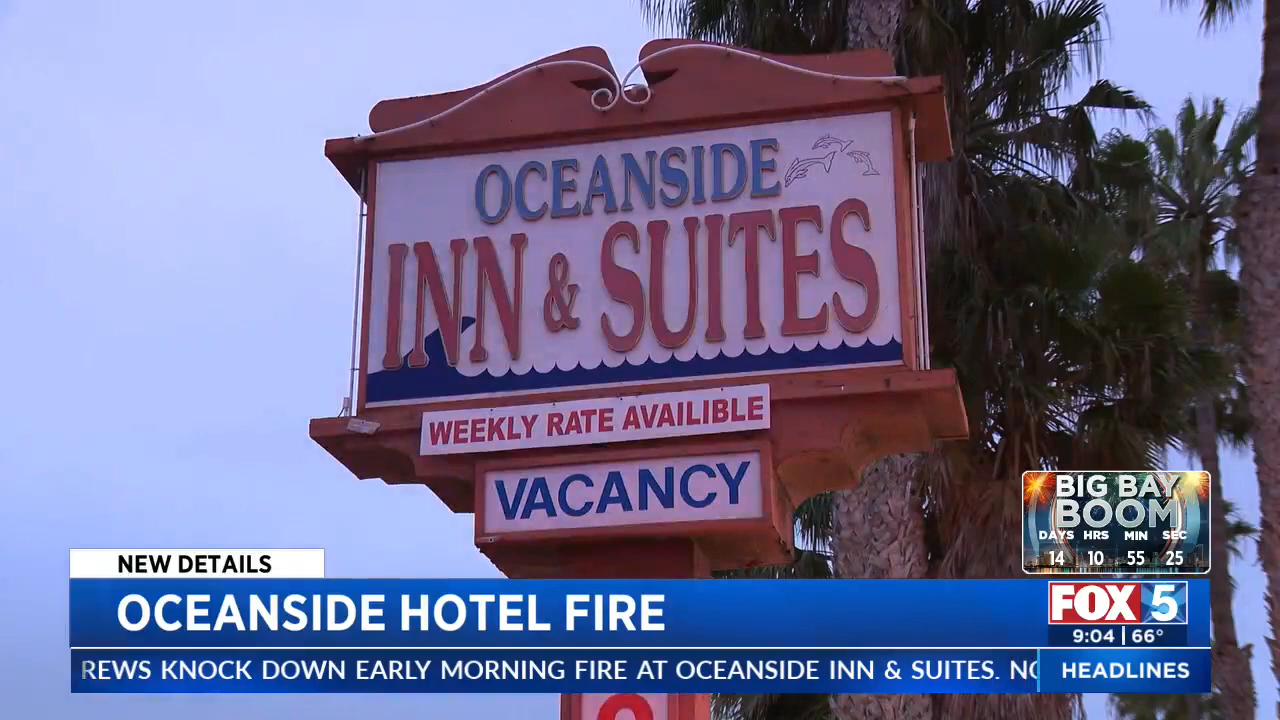 OCEANSIDE
INN & SUITES
WEEKLY RATE AVAILIBLE
VACANCY
BIG BAY
BOOM
DAYS HRS MIN SEC
14 10 55 25
NEW DETAILS
OCEANSIDE HOTEL FIRE
FOX 5
9:04 | 66°
REWS KNOCK DOWN EARLY MORNING FIRE AT OCEANSIDE INN & SUITES. NO
HEADLINES